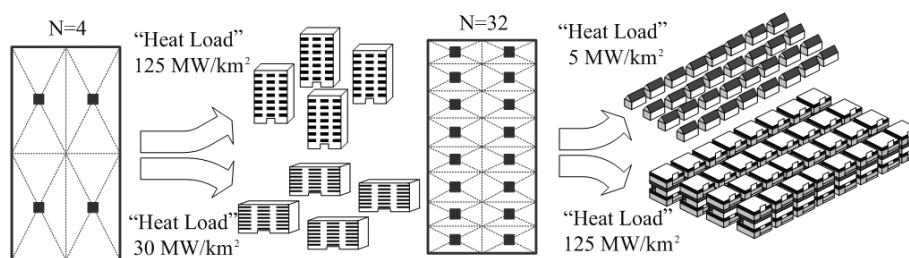 N=4
“Heat Load”
125 MW/km²
“Heat Load”
30 MW/km²
N=32
“Heat Load”
5 MW/km²
“Heat Load”
125 MW/km²